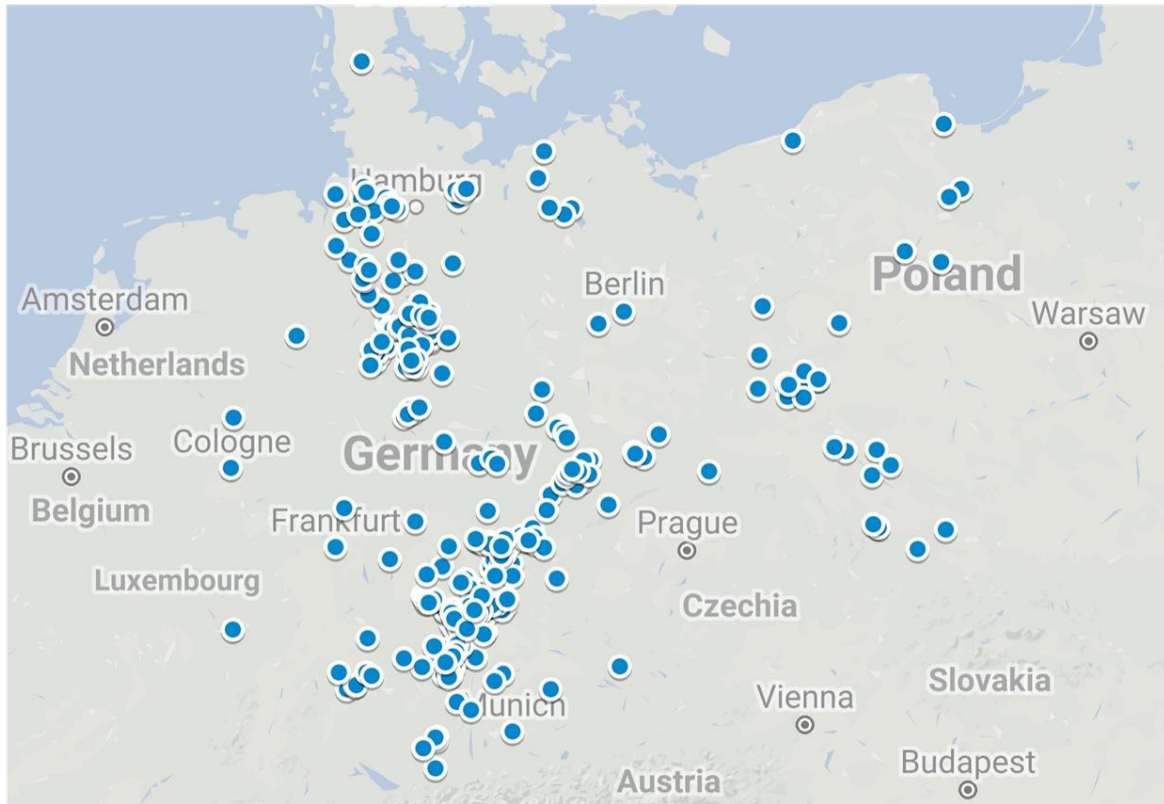 Hamburg
Poland
Berlin
Amsterdam
Warsaw
Netherlands
Cologne
Germany
Brussels
Belgium
Frankfurt
Prague
Luxembourg
Czechia
Slovakia
Munich
Vienna
Budapest
Austria